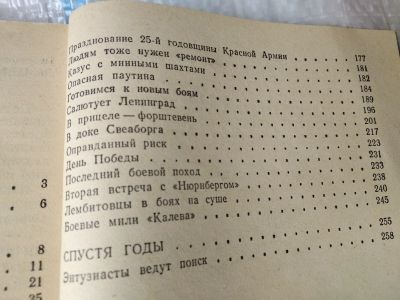 Празднование 25-й годовщины Красной Армии 177
Людям тоже нужен «ремонт» . . . . . . . . 181
Казус с минными шахтами . . . . . . . . 182
Опасная паутина . . . . . . . . . . 184
Готовимся к новым боям . . . . . . . . 189
Салютует Ленинград . . . . . . . . . 196
В прицеле — форштевень . . . . . . . . 201
В доке Свеаборга . . . . . . . . . . 217
Оправданный риск . . . . . . . . . . 223
День Победы . . . . . . . . . . . 231
Последний боевой поход . . . . . . . . 233
Вторая встреча с «Нюрнбергом» . . . . . . 238
Лембитовцы в боях на суше . . . . . . . 240
Боевые мили «Калева» . . . . . . . . . 245
СПУСТЯ ГОДЫ . . . . . . . . . . 255
Энтузиасты ведут поиск . . . . . . . . 258
3
6
8
11
21
35